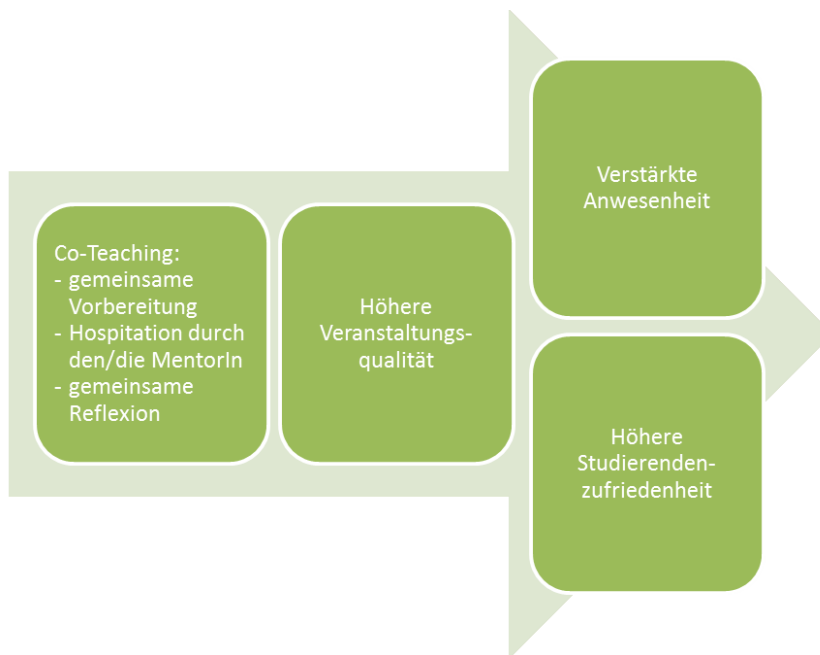 Co-Teaching:
- gemeinsame
Vorbereitung
- Hospitation durch
den/die MentorIn
- gemeinsame
Reflexion
Höhere
Veranstaltungs-
qualität
Verstärkte
Anwesenheit
Höhere
Studierenden-
zufriedenheit